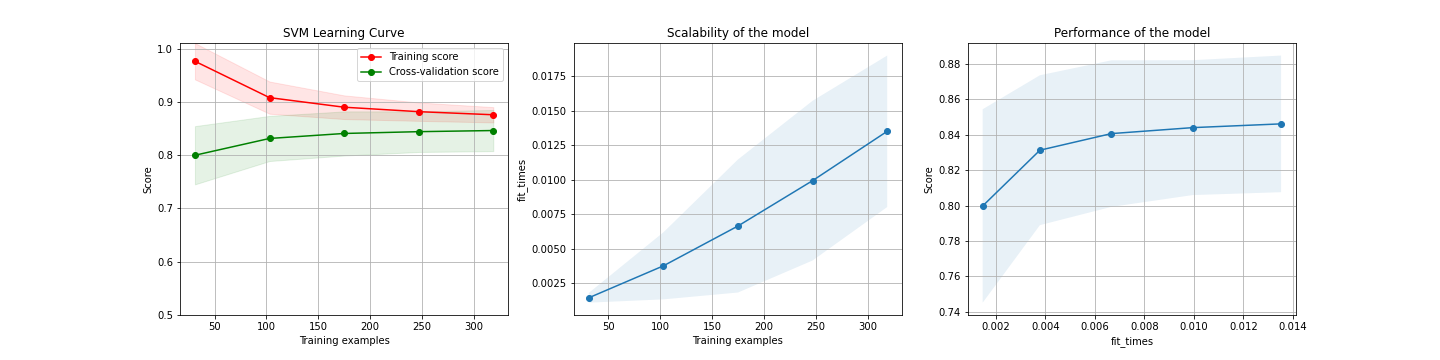 SVM Learning Curve
Training score
Cross-validation score
1.0
0.9
0.8
0.7
0.6
0.5
Score
50 100 150 200 250 300
Training examples
Scalability of the model
0.0175
0.0150
0.0125
0.0100
0.0075
0.0050
0.0025
fit_times
50 100 150 200 250 300
Training examples
Performance of the model
0.88
0.86
0.84
0.82
0.80
0.78
0.76
0.74
Score
0.002 0.004 0.006 0.008 0.010 0.012 0.014
fit_times